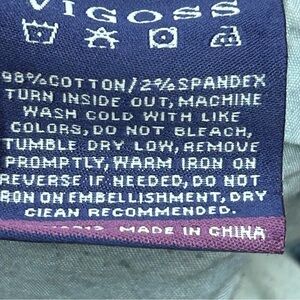 VIGOSS
98%COTTON/2%SPANDEX
TURN INSIDE OUT, MACHINE
WASH COLD WITH LIKE
COLORS, DO NOT BLEACH,
TUMBLE DRY LOW, REMOVE
PROMPTLY, WARM IRON ON
REVERSE IF NEEDED, DO NOT
IRON ON EMBELLISHMENT, DRY
CLEAN RECOMMENDED.
MADE IN CHINA